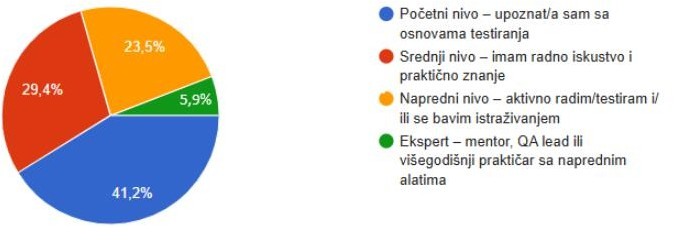 23,5%
29,4%
5,9%
41,2%
Početni nivo – upoznat/a sam sa
osnovama testiranja
Srednji nivo – imam radno iskustvo i
praktično znanje
Napredni nivo – aktivno radim/testiram i/
ili se bavim istraživanjem
Ekspert – mentor, QA lead ili
višegodišnji praktičar sa naprednim
alatima